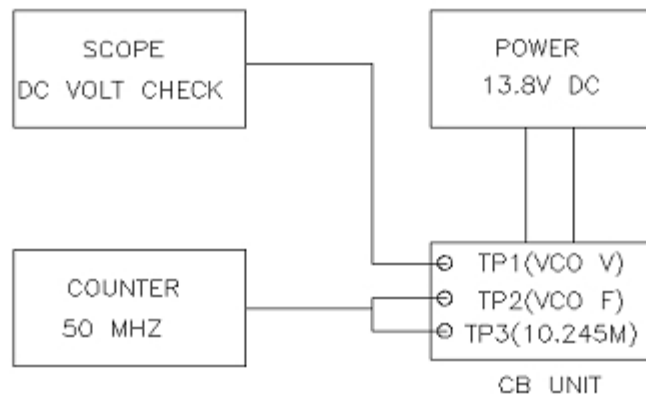 SCOPE
DC VOLT CHECK
POWER
13.8V DC
COUNTER
50 MHZ
TP1(VCO V)
TP2(VCO F)
TP3(10.245M)
CB UNIT